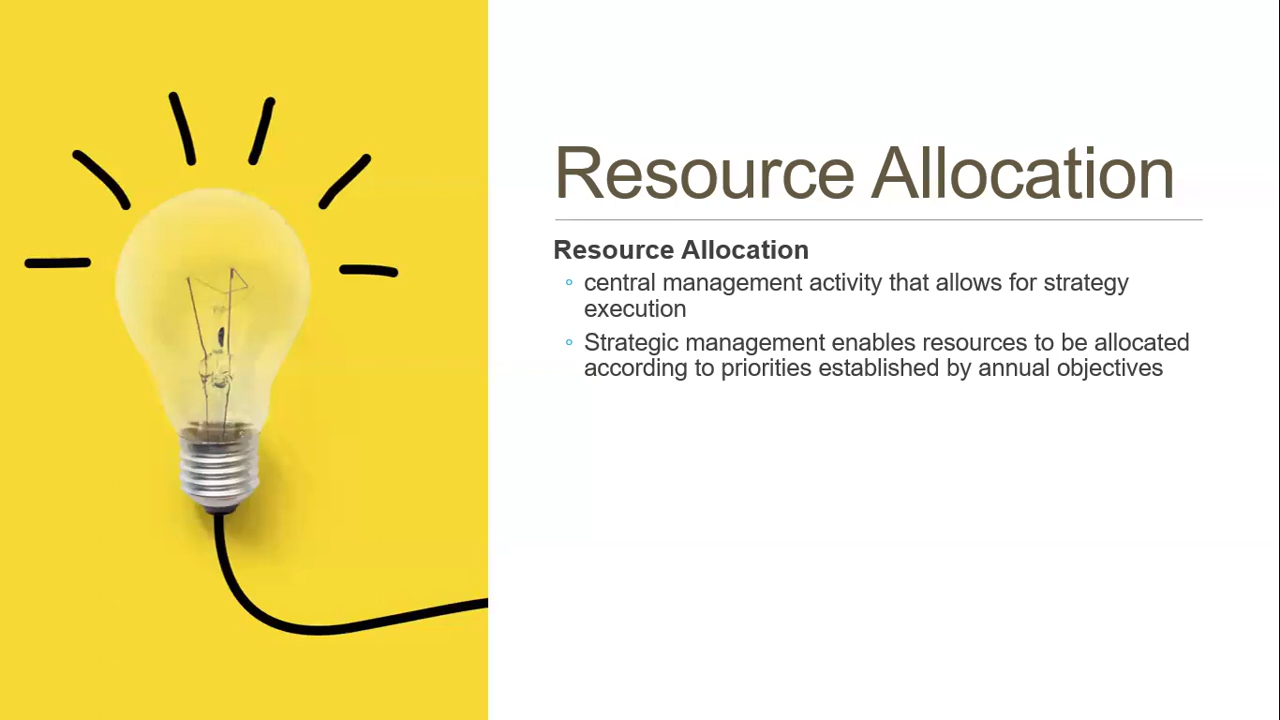 Resource Allocation
Resource Allocation
◦ central management activity that allows for strategy
execution
◦ Strategic management enables resources to be allocated
according to priorities established by annual objectives